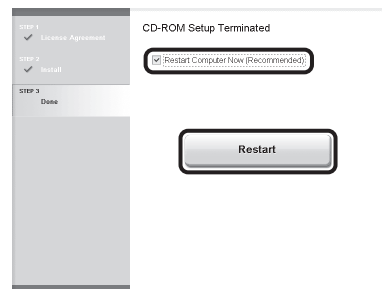 STEP 1
License Agreement
STEP 2
Install
STEP 3
Done
CD-ROM Setup Terminated
Restart Computer Now (Recommended):
Restart